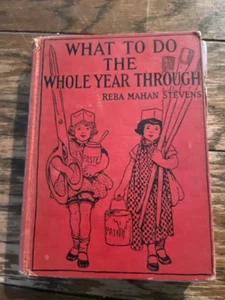 WHAT TO DO
THE
WHOLE YEAR THROUGH
REBA MAHAN STEVENS
PASTE
PAINT